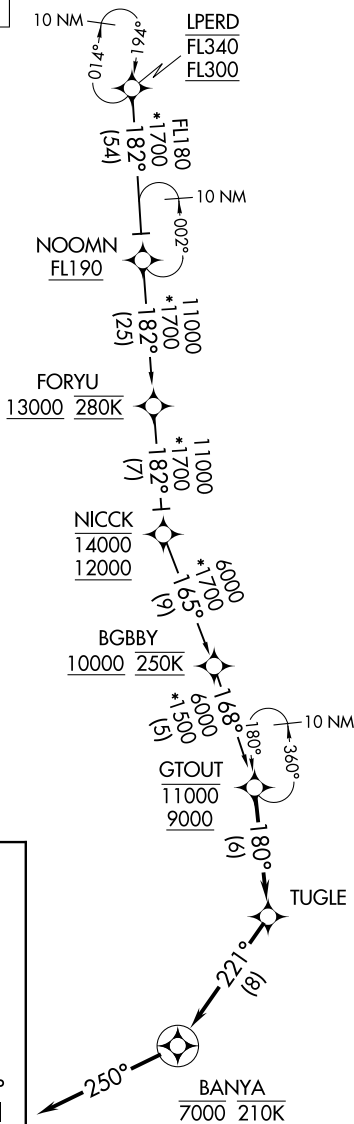 10 NM
014°
194°
LPERD
FL340
FL300
FL180
*1700
182°
(54)
10 NM
002°
NOOMN
FL190
11000
*1700
182°
(25)
FORYU
13000 280K
11000
*1700
182°
(7)
NICCK
14000
12000
6000
*1700
165°
(9)
BGBBY
10000 250K
168°
6000
*1500
(5)
180°
10 NM
360°
GTOUT
11000
9000
180°
(6)
TUGLE
221°
(8)
250°
BANYA
7000 210K